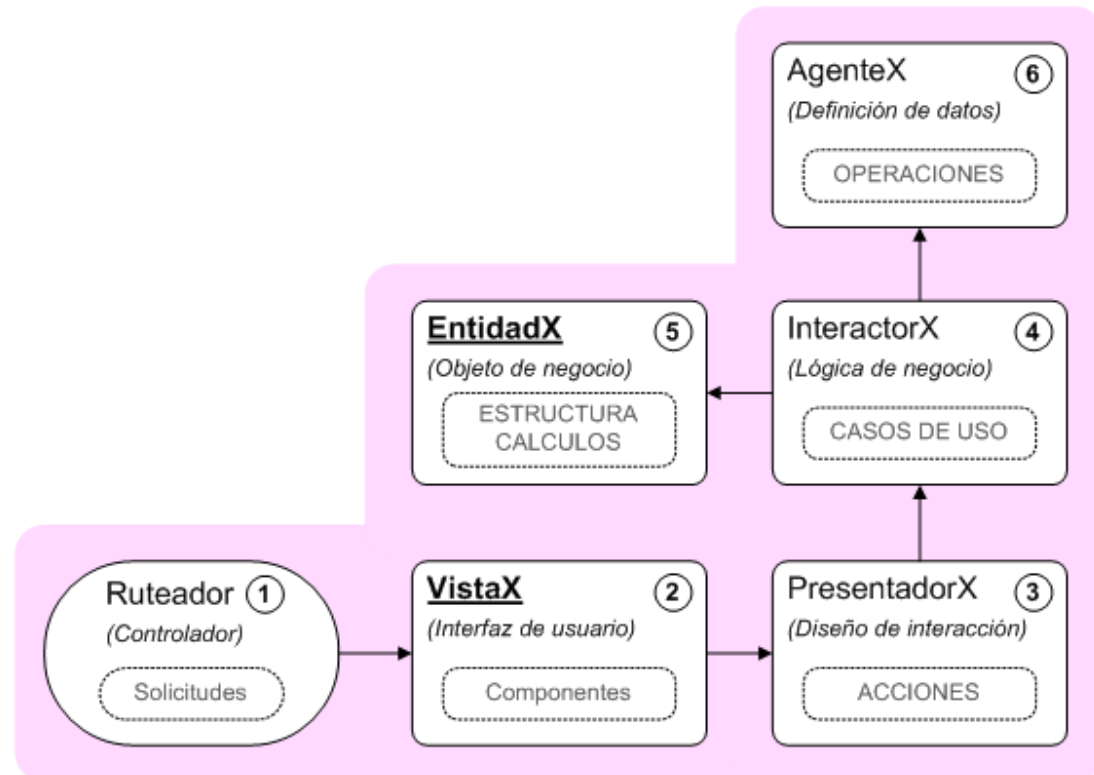 AgenteX 6
(Definición de datos)
OPERACIONES
EntidadX 5
(Objeto de negocio)
ESTRUCTURA
CALCULOS
InteractorX 4
(Lógica de negocio)
CASOS DE USO
Ruteador 1
(Controlador)
Solicitudes
VistaX 2
(Interfaz de usuario)
Componentes
PresentadorX 3
(Diseño de interacción)
ACCIONES